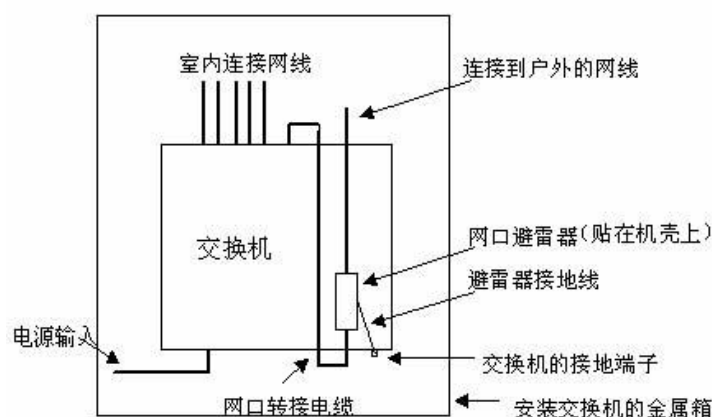 室内连接网线
连接到户外的网线
网口避雷器(贴在机壳上)
交换机
避雷器接地线
电源输入
交换机的接地端子
网口转接电缆
安装交换机的金属箱